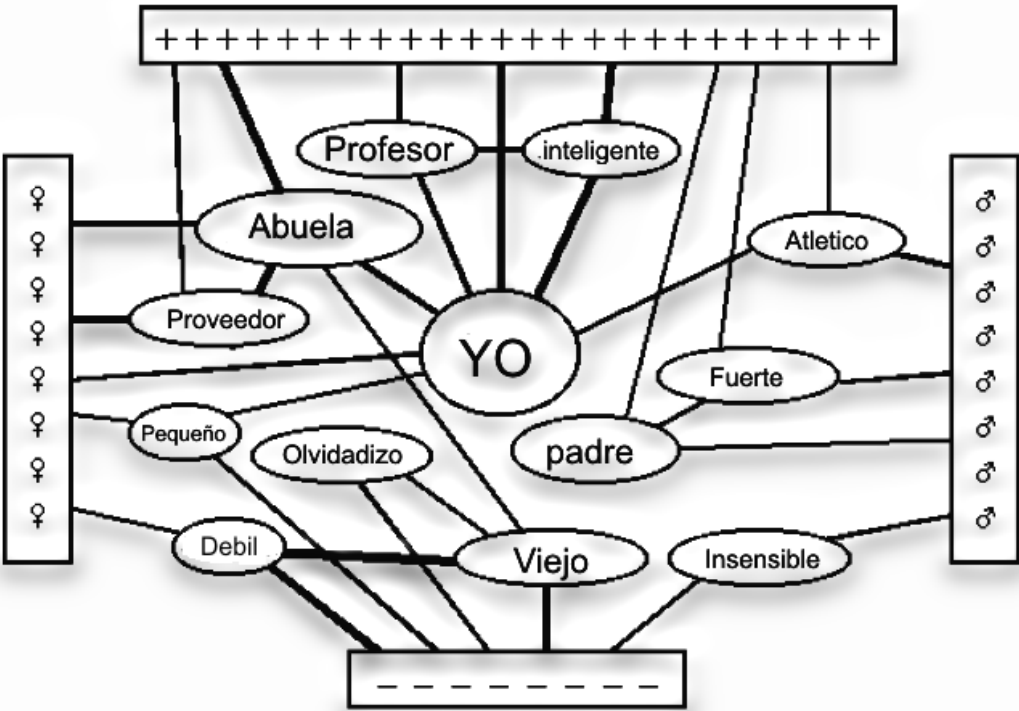 + + + + + + + + + + + + + + + + + + + + + + + +
Profesor
inteligente
Abuela
Atletico
Proveedor
YO
Fuerte
Pequeño
Olvidadizo
padre
Debil
Viejo
Insensible
♀
♀
♀
♀
♀
♀
♀
♀
♂
♂
♂
♂
♂
♂
♂
♂
– – – – – – – – –